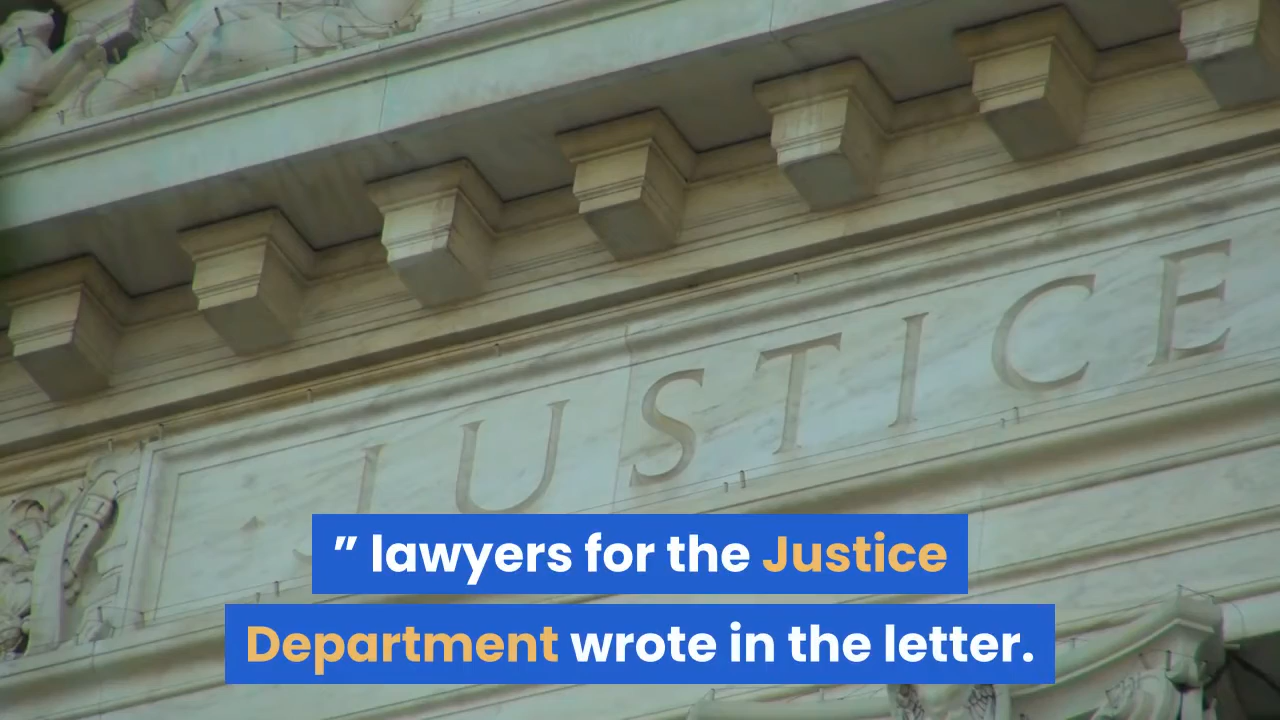 JUSTICE
” lawyers for the Justice
Department wrote in the letter.